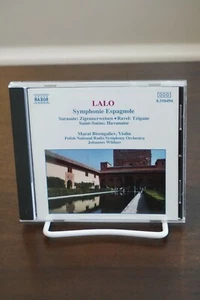 NAXOS
LALO
Symphonie Espagnole
Sarasate: Zigeunerweisen • Ravel: Tzigane
Saint-Saëns: Havanaise
Marat Bisengaliev, Violin
Polish National Radio Symphony Orchestra
Johannes Wildner